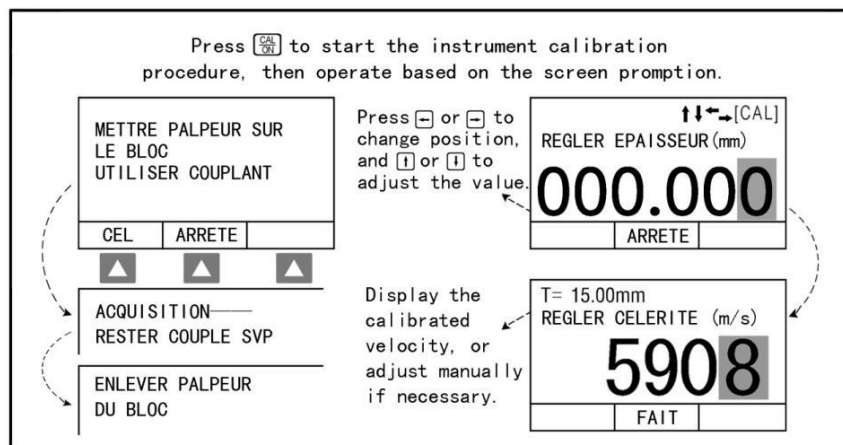 Press CAL ON to start the instrument calibration
procedure, then operate based on the screen promption.
METTRE PALPEUR SUR
LE BLOC
UTILISER COUPLANT
CEL ARRETE
ACQUISITION——
RESTER COUPLE SVP
ENLEVER PALPEUR
DU BLOC
Press ← or → to
change position,
and ↑ or ↓ to
adjust the value.
↑↓←→[CAL]
REGLER EPAISSEUR(mm)
000.000
ARRETE
Display the
calibrated
velocity, or
adjust manually
if necessary.
T= 15.00mm
REGLER CELERITE (m/s)
5908
FAIT